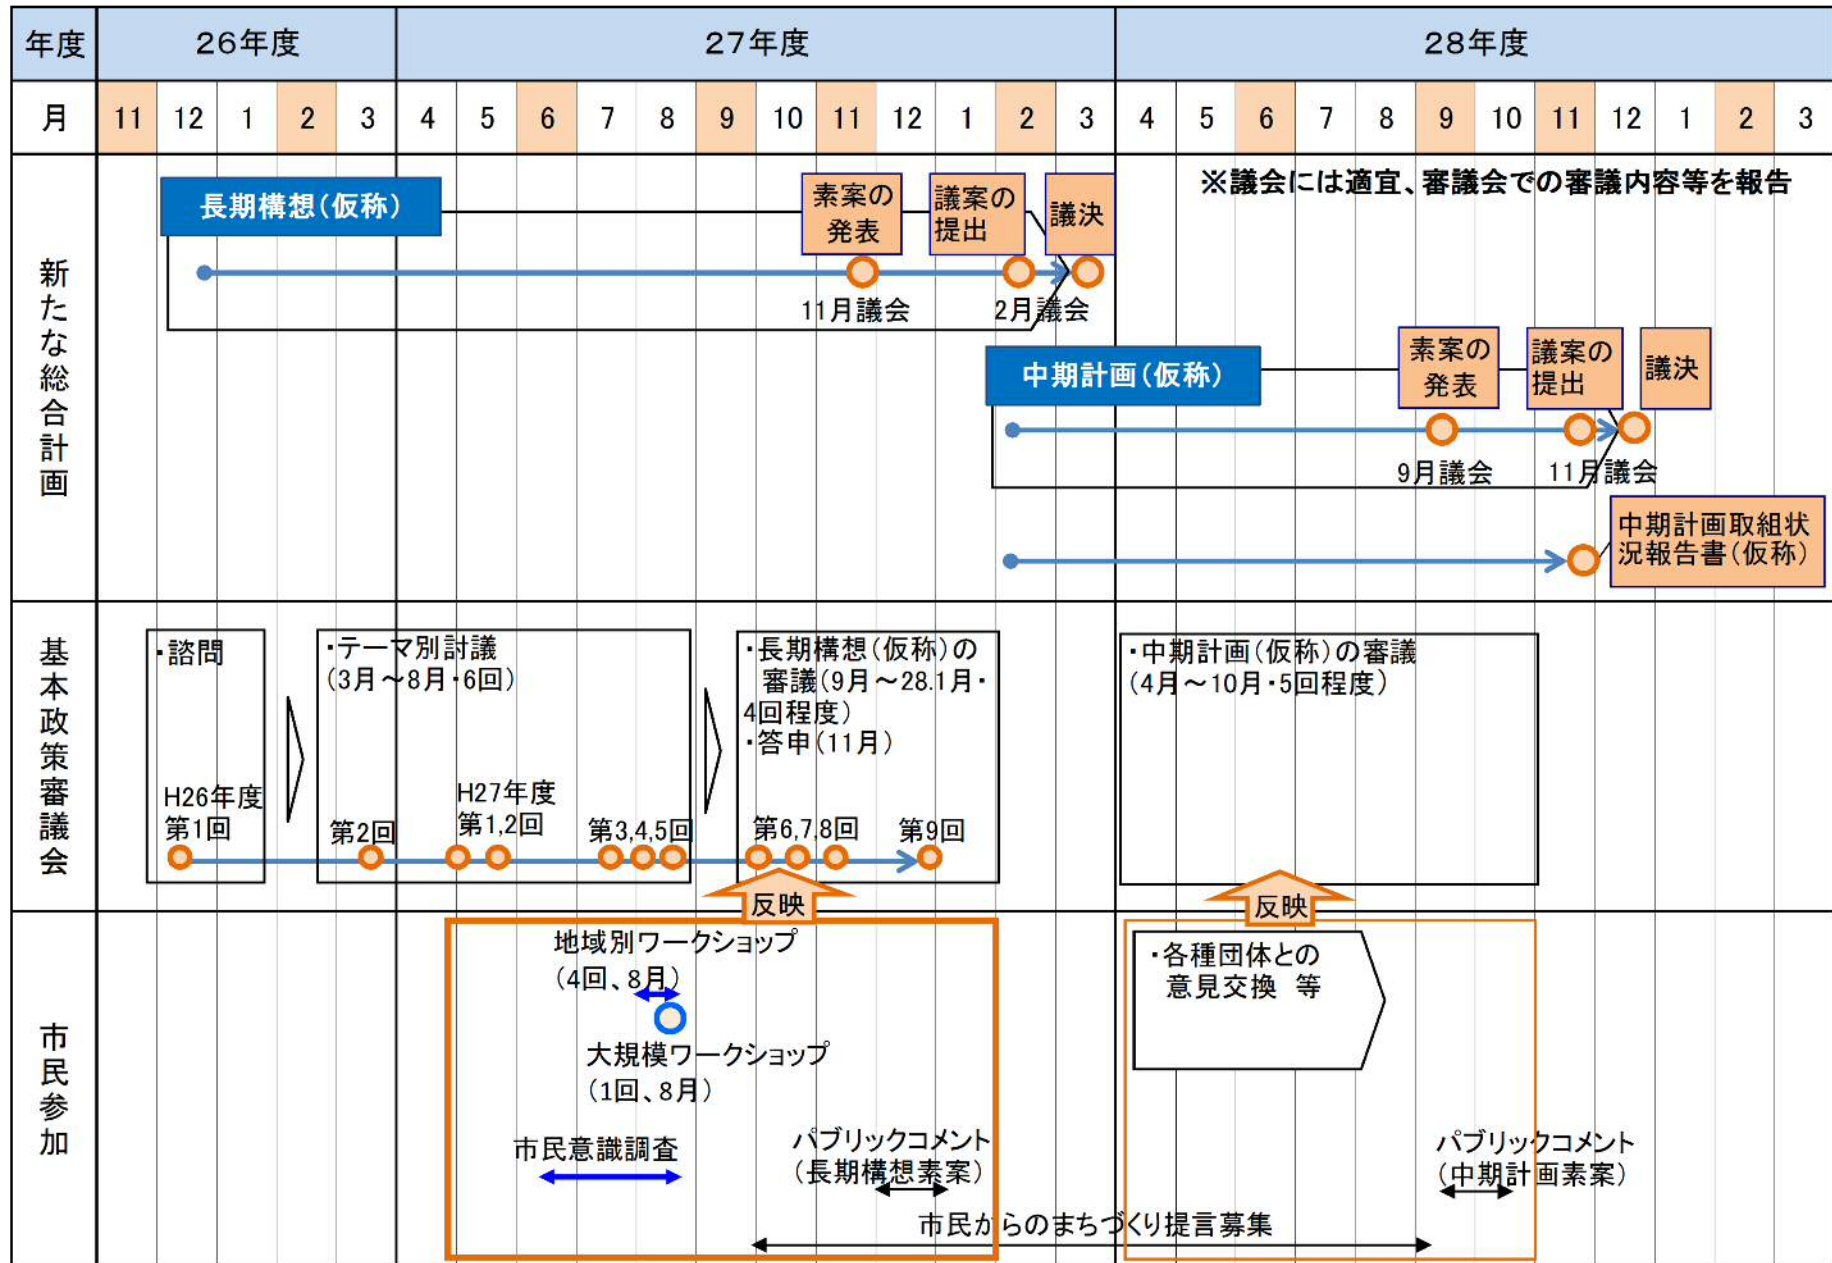 年度
26年度
27年度
28年度
月
11 12 1 2 3 4 5 6 7 8 9 10 11 12 1 2 3 4 5 6 7 8 9 10 11 12 1 2 3
新たな総合計画
※議会には適宜、審議会での審議内容等を報告
長期構想(仮称)
素案の
発表
議案の
提出
議決
11月議会
2月議会
中期計画(仮称)
素案の
発表
議案の
提出
議決
9月議会
11月議会
中期計画取組状
況報告書(仮称)
基本政策審議会
・諮問
H26年度
第1回
・テーマ別討議
(3月～8月・6回)
第2回
H27年度
第1,2回
第3,4,5回
・長期構想(仮称)の
審議(9月～28.1月・
4回程度)
・答申(11月)
第6,7,8回
第9回
・中期計画(仮称)の審議
(4月～10月・5回程度)
反映
反映
市民参加
地域別ワークショップ
(4回、8月)
大規模ワークショップ
(1回、8月)
市民意識調査
パブリックコメント
(長期構想素案)
・各種団体との
意見交換 等
パブリックコメント
(中期計画素案)
市民からのまちづくり提言募集